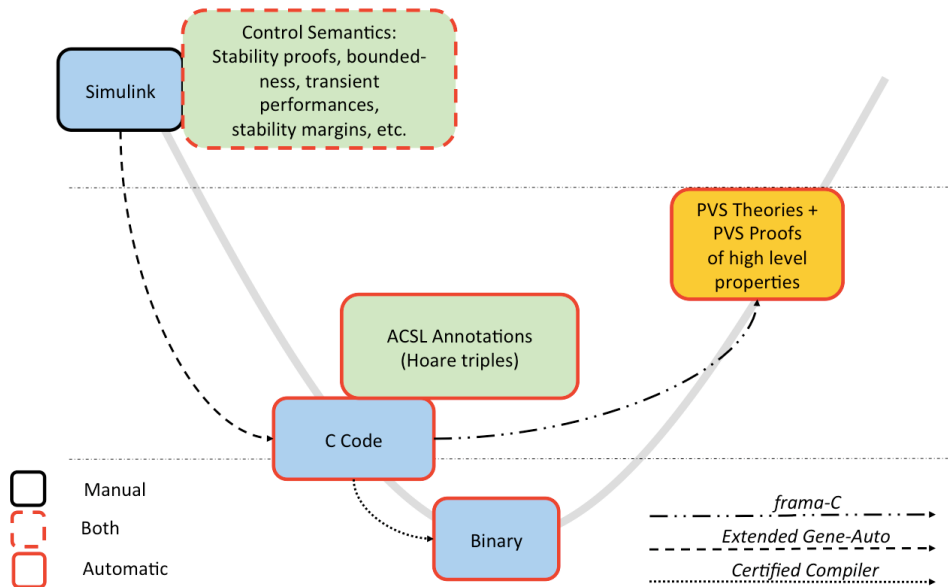 Control Semantics:
Stability proofs, bounded-
ness, transient
performances,
stability margins, etc.
Simulink
PVS Theories +
PVS Proofs
of high level
properties
ACSL Annotations
(Hoare triples)
C Code
Binary
Manual
Both
Automatic
frama-C
Extended Gene-Auto
Certified Compiler